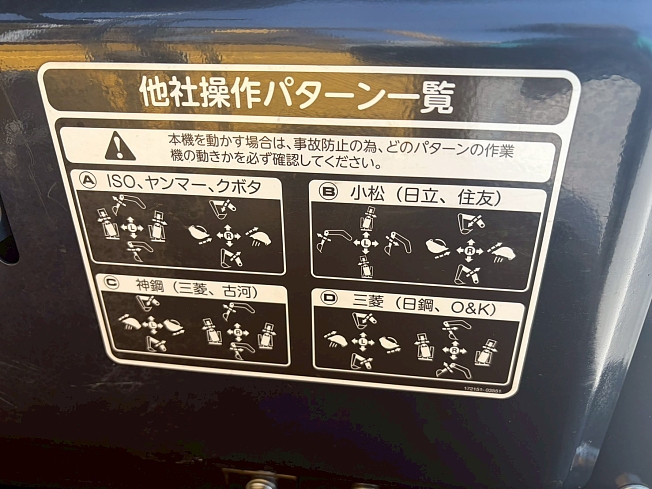 他社操作パターン一覧
本機を動かす場合は、事故防止の為、どのパターンの作業
機の動きかを必ず確認してください。
A ISO、ヤンマー、クボタ
B 小松（日立、住友）
L R
L R
C 神鋼（三菱、古河）
D 三菱（日鋼、O&K）
L R
L R